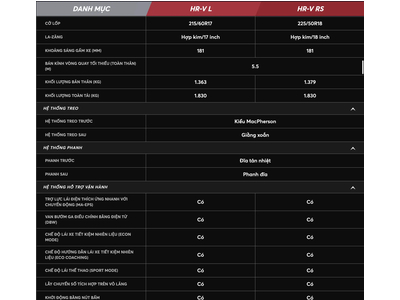 DANH MỤC HR-V L HR-V RS
CỠ LỐP 215/60R17 225/50R18
LA-ZĂNG Hợp kim/17 inch Hợp kim/18 inch
KHOẢNG SÁNG GẦM XE (MM) 181 181
BÁN KÍNH VÒNG QUAY TỐI THIỂU (TOÀN THÂN) 5.5
(M)
KHỐI LƯỢNG BẢN THÂN (KG) 1.363 1.379
KHỐI LƯỢNG TOÀN TẢI (KG) 1.830 1.830
HỆ THỐNG TREO
HỆ THỐNG TREO TRƯỚC Kiểu MacPherson
HỆ THỐNG TREO SAU Giằng xoắn
HỆ THỐNG PHANH
PHANH TRƯỚC Đĩa tản nhiệt
PHANH SAU Phanh đĩa
HỆ THỐNG HỖ TRỢ VẬN HÀNH
TRỢ LỰC LÁI ĐIỆN THÍCH ỨNG NHANH VỚI Có Có
CHUYỂN ĐỘNG (MA-EPS)
VAN BƯỚM GA ĐIỀU CHỈNH BẰNG ĐIỆN TỬ Có Có
(DBW)
CHẾ ĐỘ LÁI XE TIẾT KIỆM NHIÊN LIỆU (ECON Có Có
MODE)
CHẾ ĐỘ HƯỚNG DẪN LÁI XE TIẾT KIỆM NHIÊN Có Có
LIỆU (ECO COACHING)
CHẾ ĐỘ LÁI THỂ THAO (SPORT MODE) Có Có
LẪY CHUYỂN SỐ TÍCH HỢP TRÊN VÔ LĂNG Có Có
KHỞI ĐỘNG BẰNG NÚT BẤM Có Có